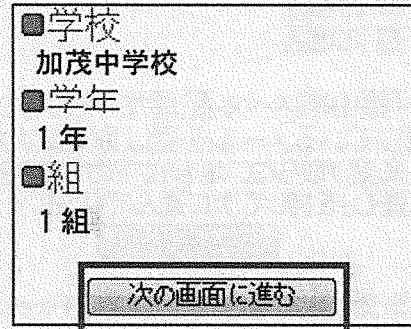 ■学校
加茂中学校
■学年
1年
■組
1組
次の画面に進む